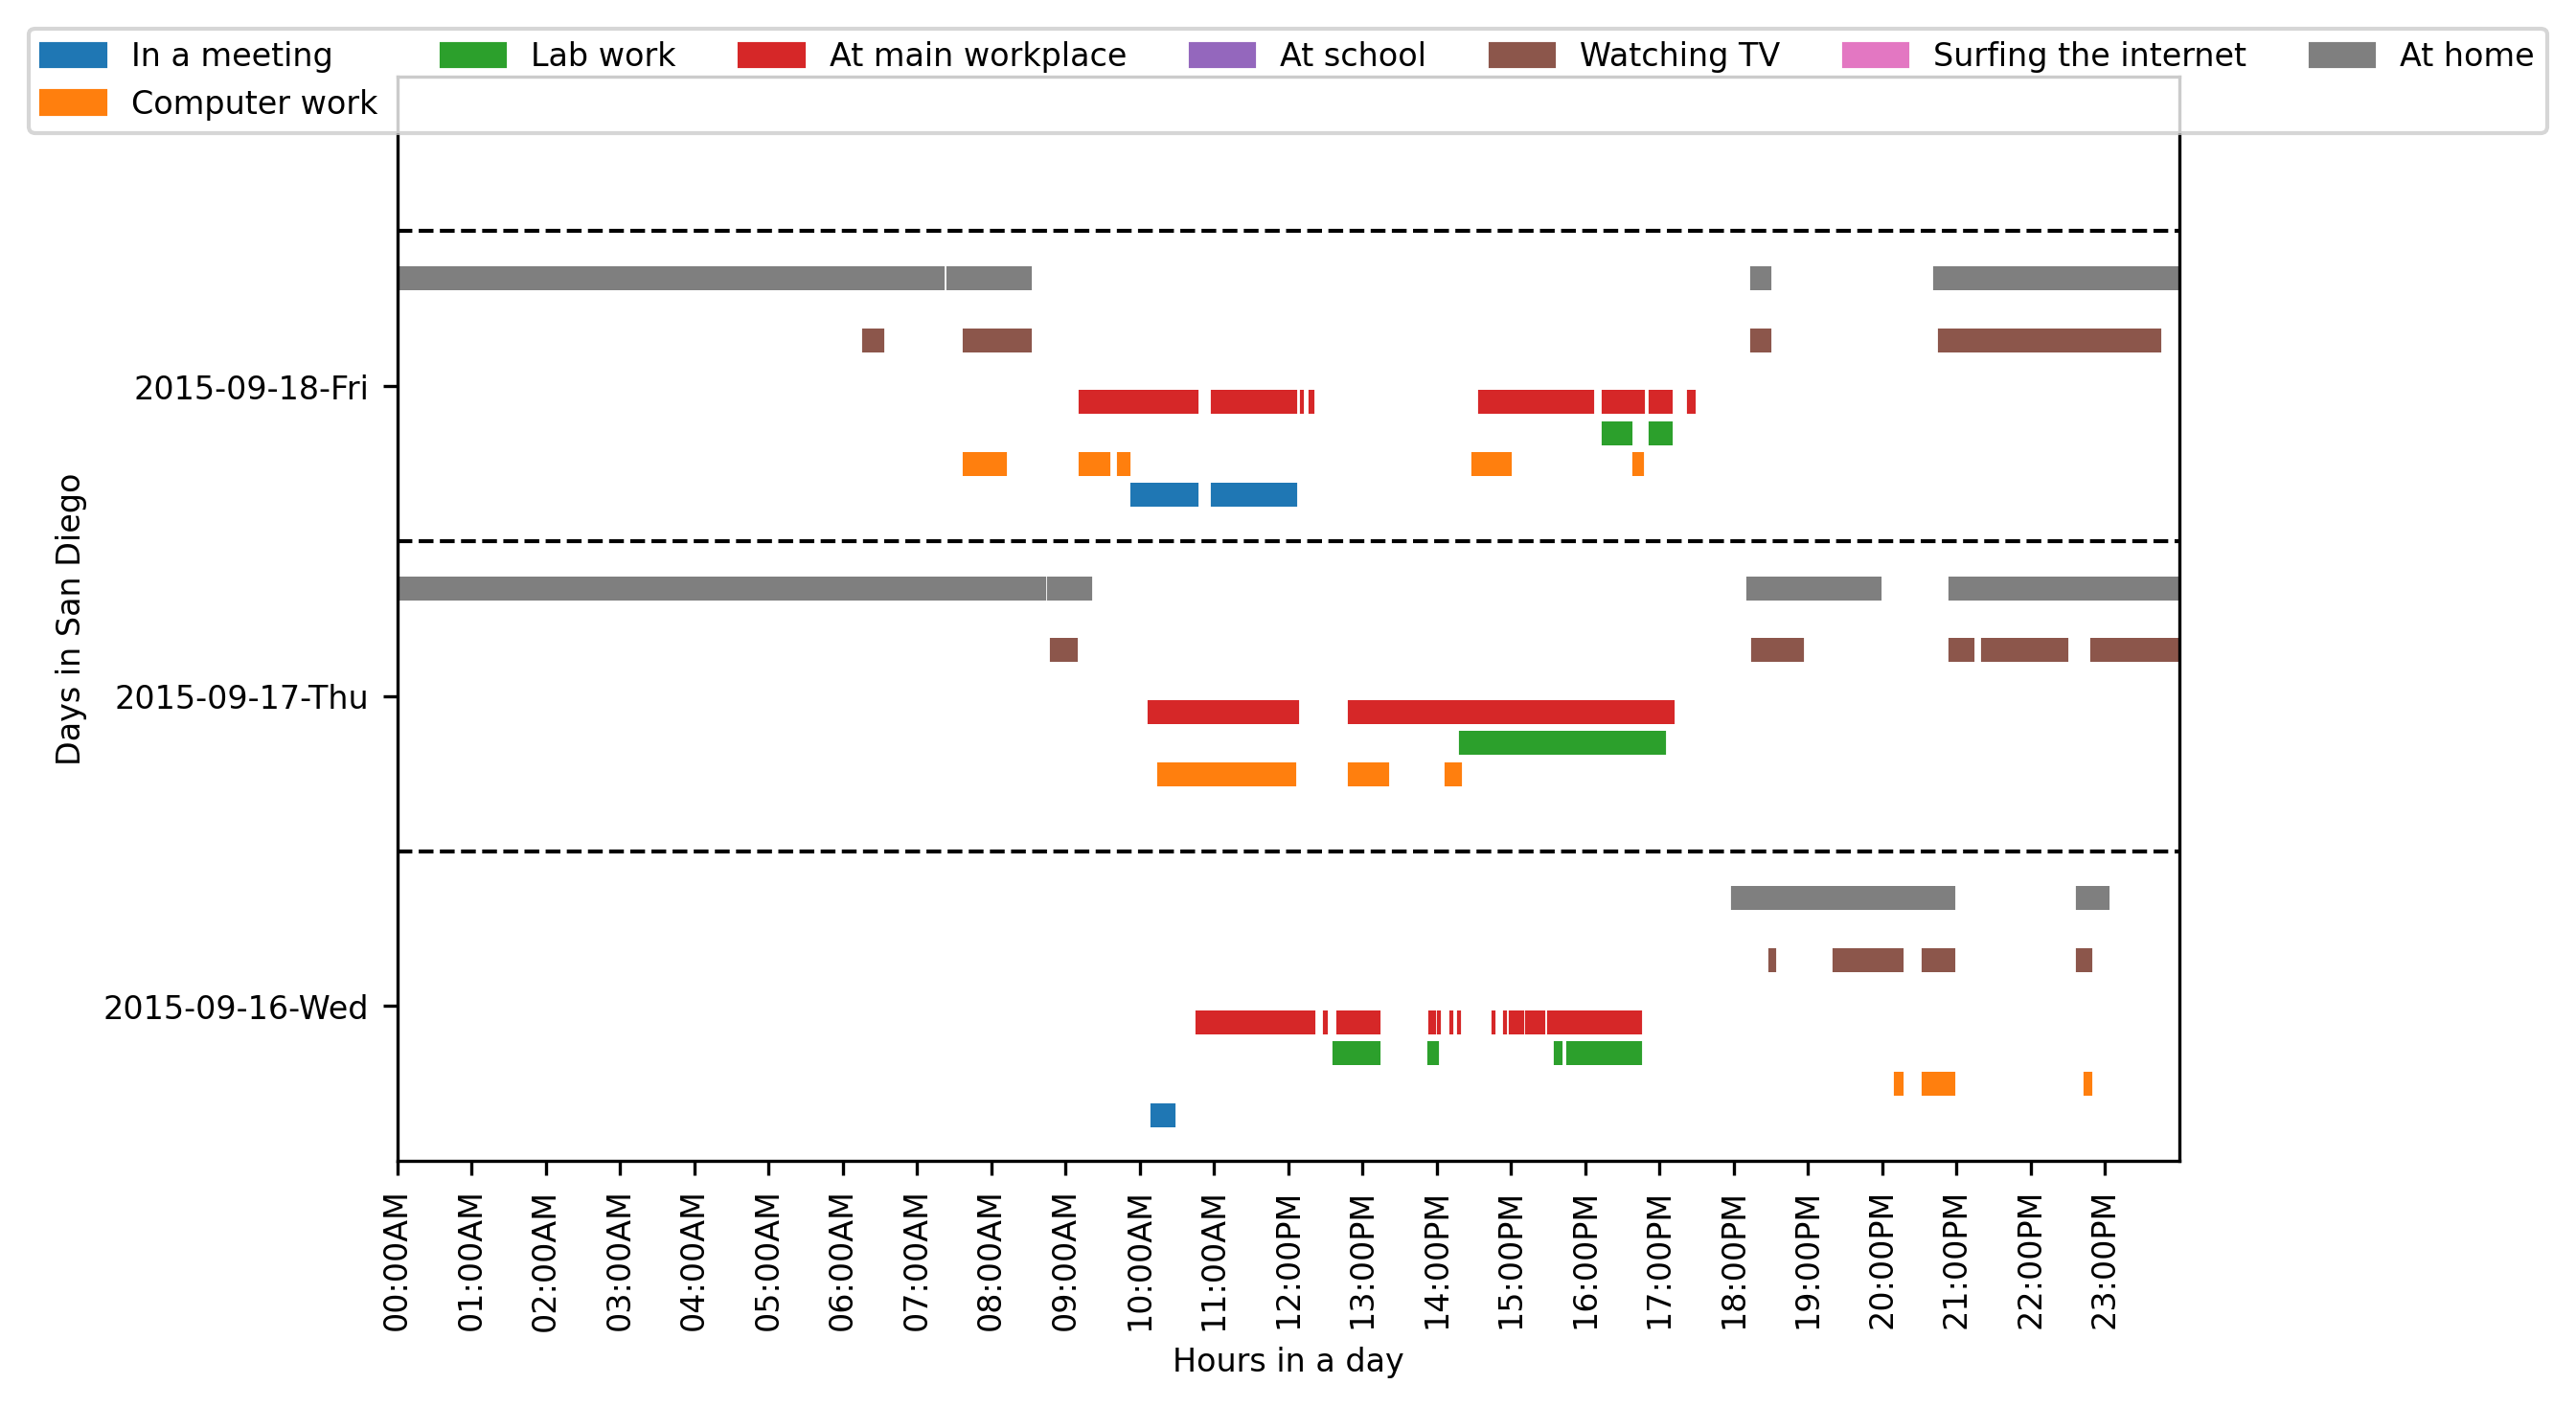 In a meeting Lab work At main workplace At school Watching TV Surfing the internet At home
Computer work
2015-09-18-Fri
2015-09-17-Thu
2015-09-16-Wed
Days in San Diego
00:00AM 01:00AM 02:00AM 03:00AM 04:00AM 05:00AM 06:00AM 07:00AM 08:00AM 09:00AM 10:00AM 11:00AM 12:00PM 13:00PM 14:00PM 15:00PM 16:00PM 17:00PM 18:00PM 19:00PM 20:00PM 21:00PM 22:00PM 23:00PM
Hours in a day